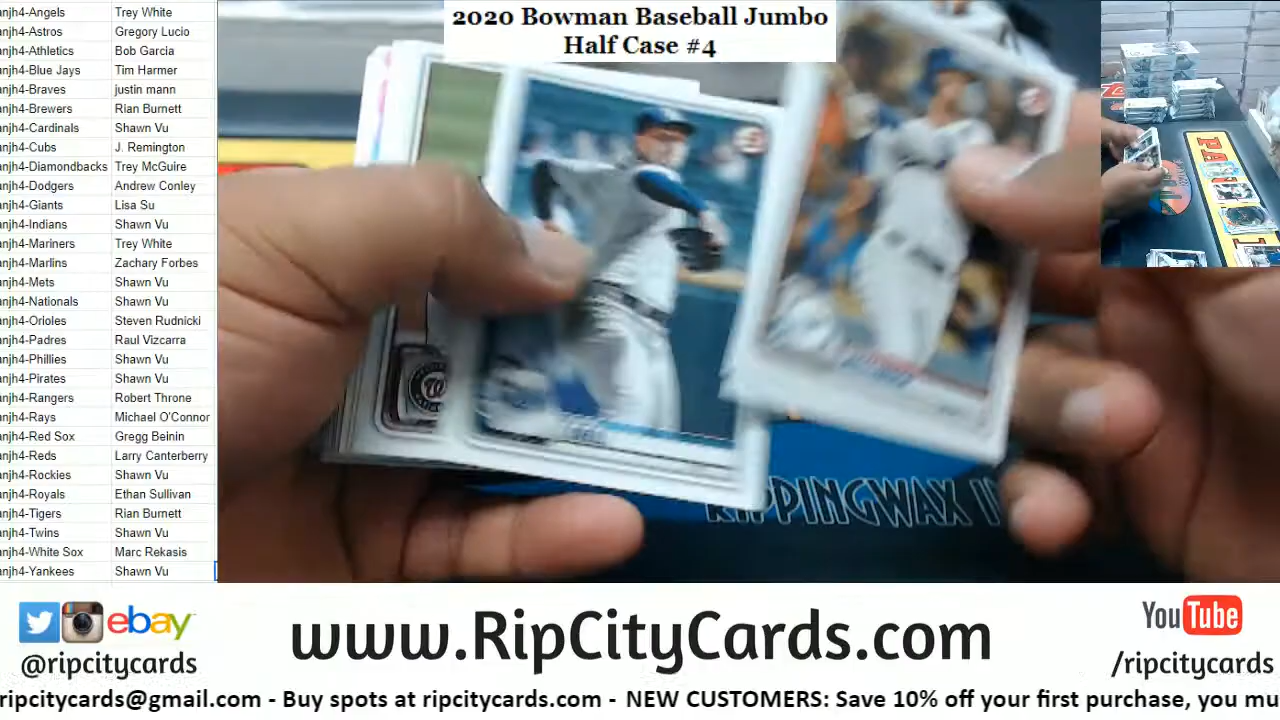 2020 Bowman Baseball Jumbo
Half Case #4
anjh4-Angels Trey White
anjh4-Astros Gregory Lucio
anjh4-Athletics Bob Garcia
anjh4-Blue Jays Tim Harmer
anjh4-Braves justin mann
anjh4-Brewers Rian Burnett
anjh4-Cardinals Shawn Vu
anjh4-Cubs J. Remington
anjh4-Diamondbacks Trey McGuire
anjh4-Dodgers Andrew Conley
anjh4-Giants Lisa Su
anjh4-Indians Shawn Vu
anjh4-Mariners Trey White
anjh4-Marlins Zachary Forbes
anjh4-Mets Shawn Vu
anjh4-Nationals Shawn Vu
anjh4-Orioles Steven Rudnicki
anjh4-Padres Raul Vizcarra
anjh4-Phillies Shawn Vu
anjh4-Pirates Shawn Vu
anjh4-Rangers Robert Throne
anjh4-Rays Michael O'Connor
anjh4-Red Sox Gregg Beinin
anjh4-Reds Larry Canterberry
anjh4-Rockies Shawn Vu
anjh4-Royals Ethan Sullivan
anjh4-Tigers Rian Burnett
anjh4-Twins Shawn Vu
anjh4-White Sox Marc Rekasis
anjh4-Yankees Shawn Vu
RIPPINGWAX
ebay
@ripcitycards
www.RipCityCards.com
YouTube
/ripcitycards
ripcitycards@gmail.com - Buy spots at ripcitycards.com - NEW CUSTOMERS: Save 10% off your first purchase, you mu